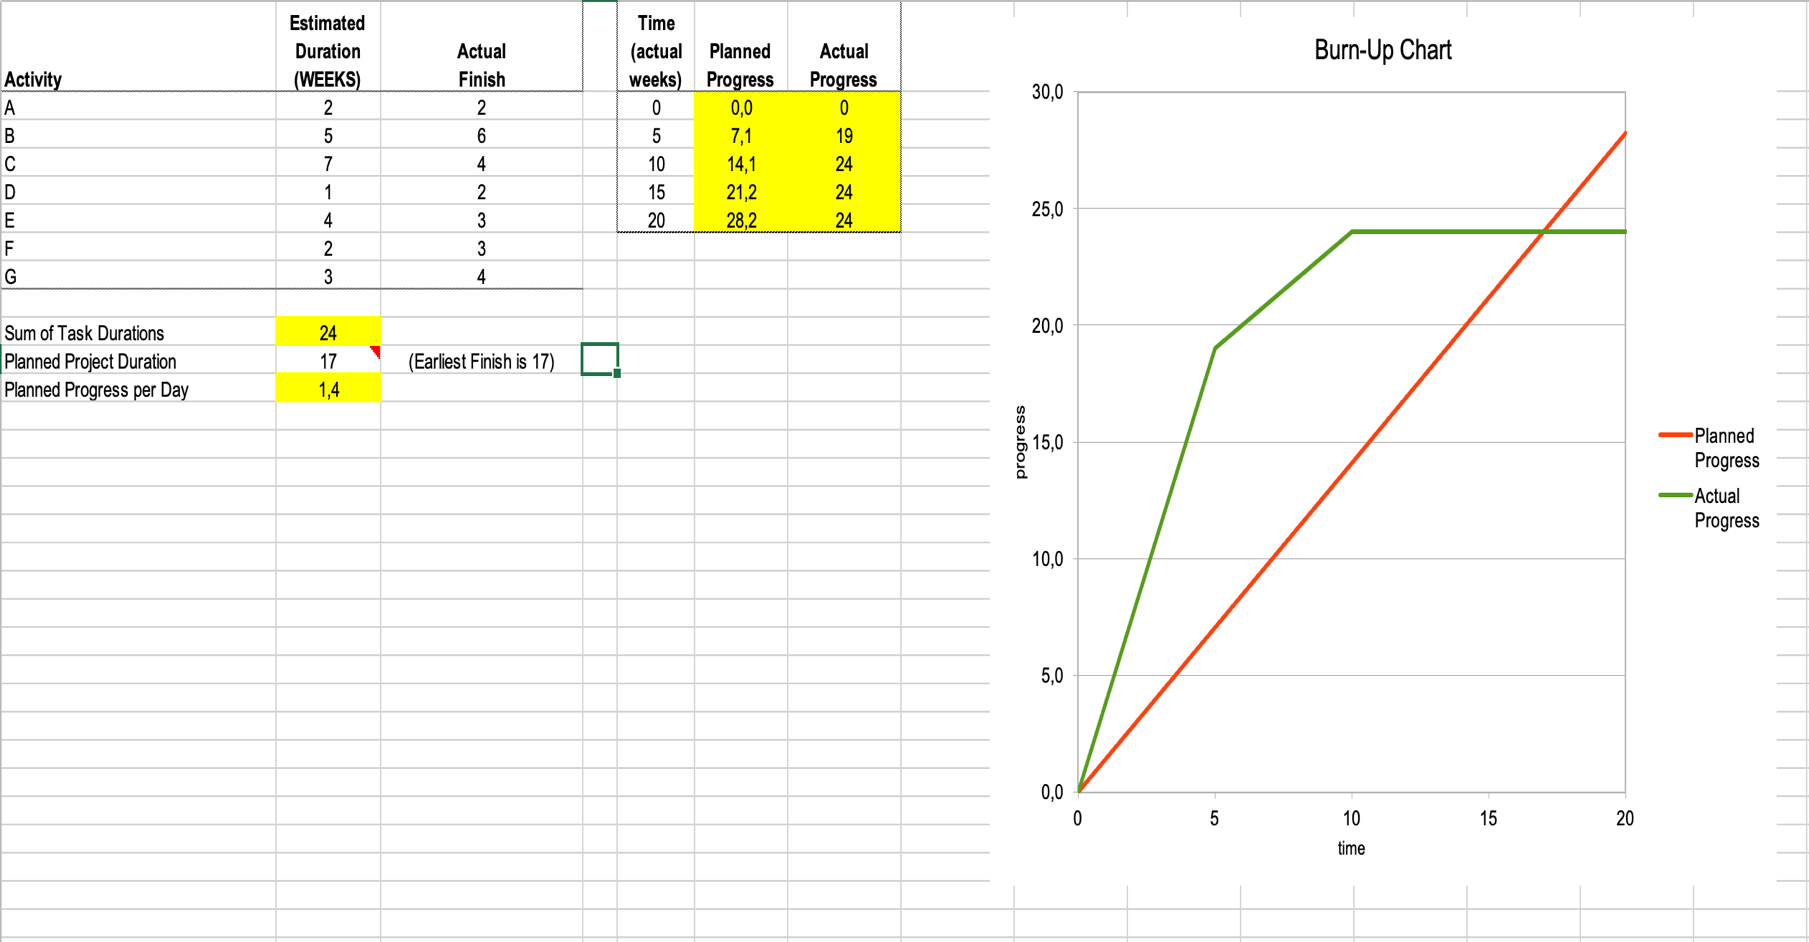 Activity	Estimated Duration (WEEKS)	Actual Finish
A	2	2
B	5	6
C	7	4
D	1	2
E	4	3
F	2	3
G	3	4
Sum of Task Durations	24
Planned Project Duration	17	(Earliest Finish is 17)
Planned Progress per Day	1,4
Time (actual weeks)	Planned Progress	Actual Progress
0	0,0	0
5	7,1	19
10	14,1	24
15	21,2	24
20	28,2	24
Burn-Up Chart
30,0
25,0
20,0
15,0
10,0
5,0
0,0
progress
0	5	10	15	20
time
Planned
Progress
Actual
Progress